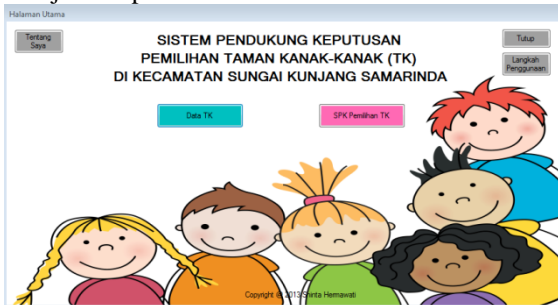 Halaman Utama
Tentang
Saya
SISTEM PENDUKUNG KEPUTUSAN
PEMILIHAN TAMAN KANAK-KANAK (TK)
DI KECAMATAN SUNGAI KUNJANG SAMARINDA
Tutup
Langkah
Penggunaan
Data TK
SPK Pemilihan TK
Copyright @ 2013 Shinta Hermawati